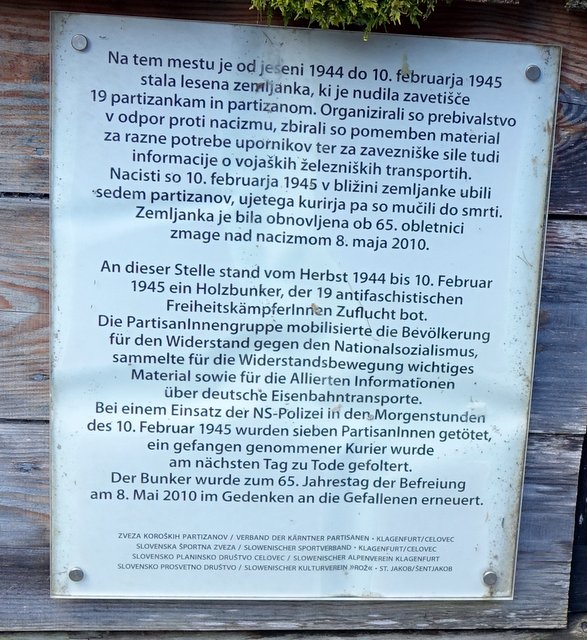 Na tem mestu je od jeseni 1944 do 10. februarja 1945
stala lesena zemljanka, ki je nudila zavetišče
19 partizankam in partizanom. Organizirali so prebivalstvo
v odpor proti nacizmu, zbirali so pomemben material
za razne potrebe upornikov ter za zavezniške sile tudi
informacije o vojaških železniških transportih.
Nacisti so 10. februarja 1945 v bližini zemljanke ubili
sedem partizanov, ujetega kurirja pa so mučili do smrti.
Zemljanka je bila obnovljena ob 65. obletnici
zmage nad nacizmom 8. maja 2010.
An dieser Stelle stand vom Herbst 1944 bis 10. Februar
1945 ein Holzbunker, der 19 antifaschistischen
FreiheitskämpferInnen Zuflucht bot.
Die PartisanInnengruppe mobilisierte die Bevölkerung
für den Widerstand gegen den Nationalsozialismus,
sammelte für die Widerstandsbewegung wichtiges
Material sowie für die Allierten Informationen
über deutsche Eisenbahntransporte.
Bei einem Einsatz der NS-Polizei in den Morgenstunden
des 10. Februar 1945 wurden sieben PartisanInnen getötet,
ein gefangen genommener Kurier wurde
am nächsten Tag zu Tode gefoltert.
Der Bunker wurde zum 65. Jahrestag der Befreiung
am 8. Mai 2010 im Gedenken an die Gefallenen erneuert.
ZVEZA KOROŠKIH PARTIZANOV / VERBAND DER KÄRNTNER PARTISANEN · KLAGENFURT/CELOVEC
SLOVENSKA ŠPORTNA ZVEZA / SLOWENISCHER SPORTVERBAND · KLAGENFURT/CELOVEC
SLOVENSKO PLANINSKO DRUŠTVO CELOVEC / SLOWENISCHER ALPENVEREIN KLAGENFURT
SLOVENSKO PROSVETNO DRUŠTVO / SLOWENISCHER KULTURVEREIN ROŽ · ST. JAKOB/ŠENTJAKOB